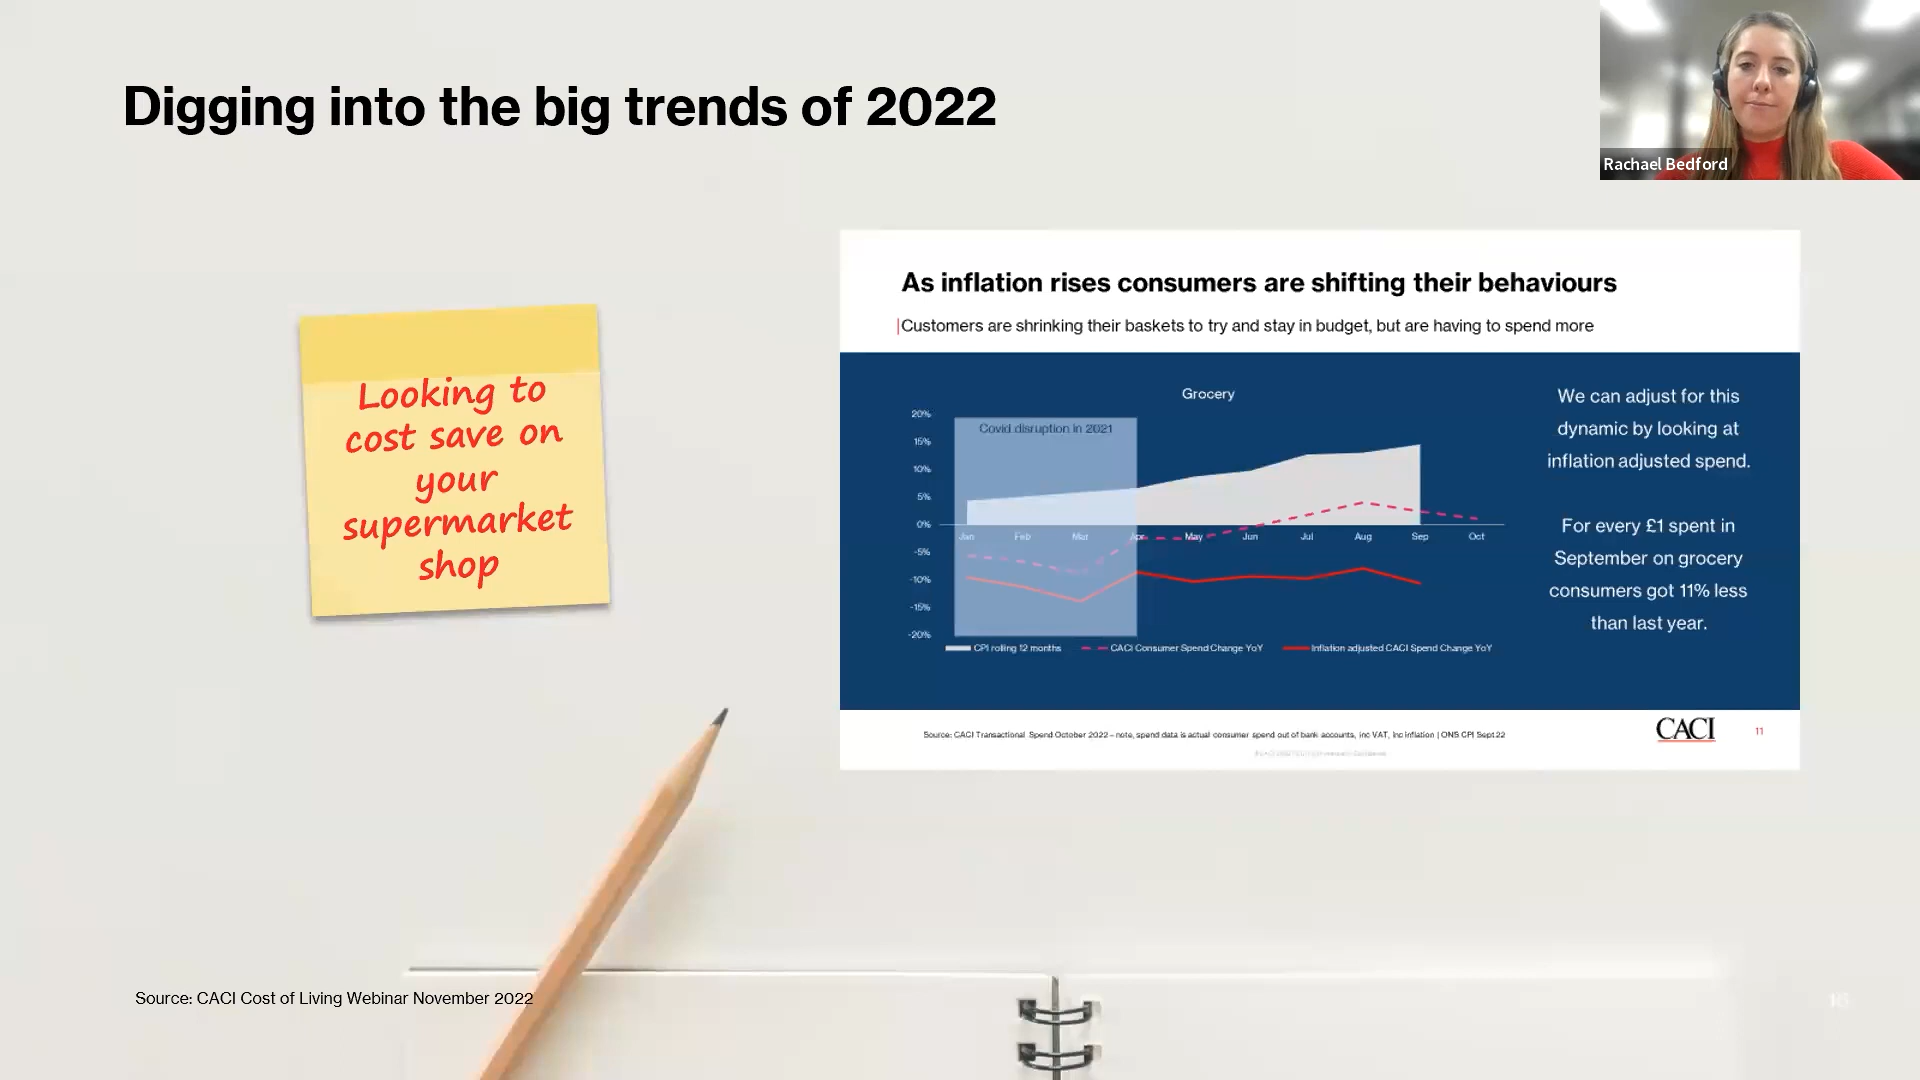 Digging into the big trends of 2022
Rachael Bedford
Looking to
cost save on
your
supermarket
shop
As inflation rises consumers are shifting their behaviours
Customers are shrinking their baskets to try and stay in budget, but are having to spend more
Grocery
20%
15%
10%
5%
0%
-5%
-10%
-15%
-20%
Covid disruption in 2021
Jan Feb Mar Apr May Jun Jul Aug Sep Oct
CPI rolling 12 months CACI Consumer Spend Change YoY Inflation adjusted CACI Spend Change YoY
We can adjust for this
dynamic by looking at
inflation adjusted spend.
For every £1 spent in
September on grocery
consumers got 11% less
than last year.
Source: CACI Transactional Spend October 2022 – note, spend data is actual consumer spend out of bank accounts, inc VAT, inc inflation | ONS CPI Sept 22
CACI
11
Source: CACI Cost of Living Webinar November 2022
16